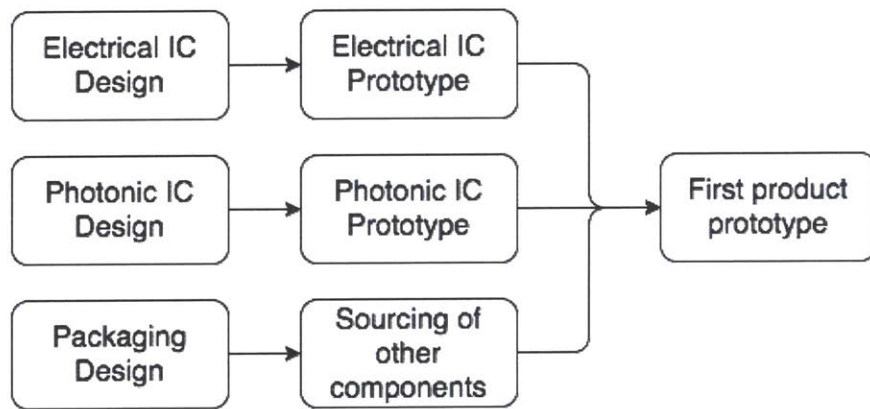 Electrical IC
Design
Electrical IC
Prototype
Photonic IC
Design
Photonic IC
Prototype
First product
prototype
Packaging
Design
Sourcing of
other
components